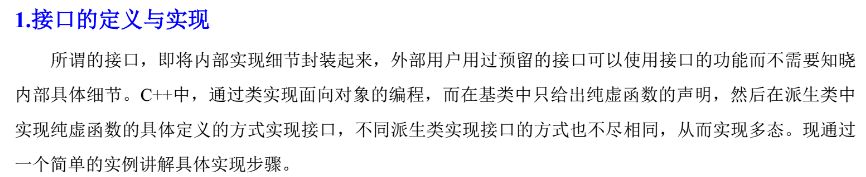 1.接口的定义与实现
所谓的接口，即将内部实现细节封装起来，外部用户用过预留的接口可以使用接口的功能而不需要知晓
内部具体细节。C++中，通过类实现面向对象的编程，而在基类中只给出纯虚函数的声明，然后在派生类中
实现纯虚函数的具体定义的方式实现接口，不同派生类实现接口的方式也不尽相同，从而实现多态。现通过
一个简单的实例讲解具体实现步骤。